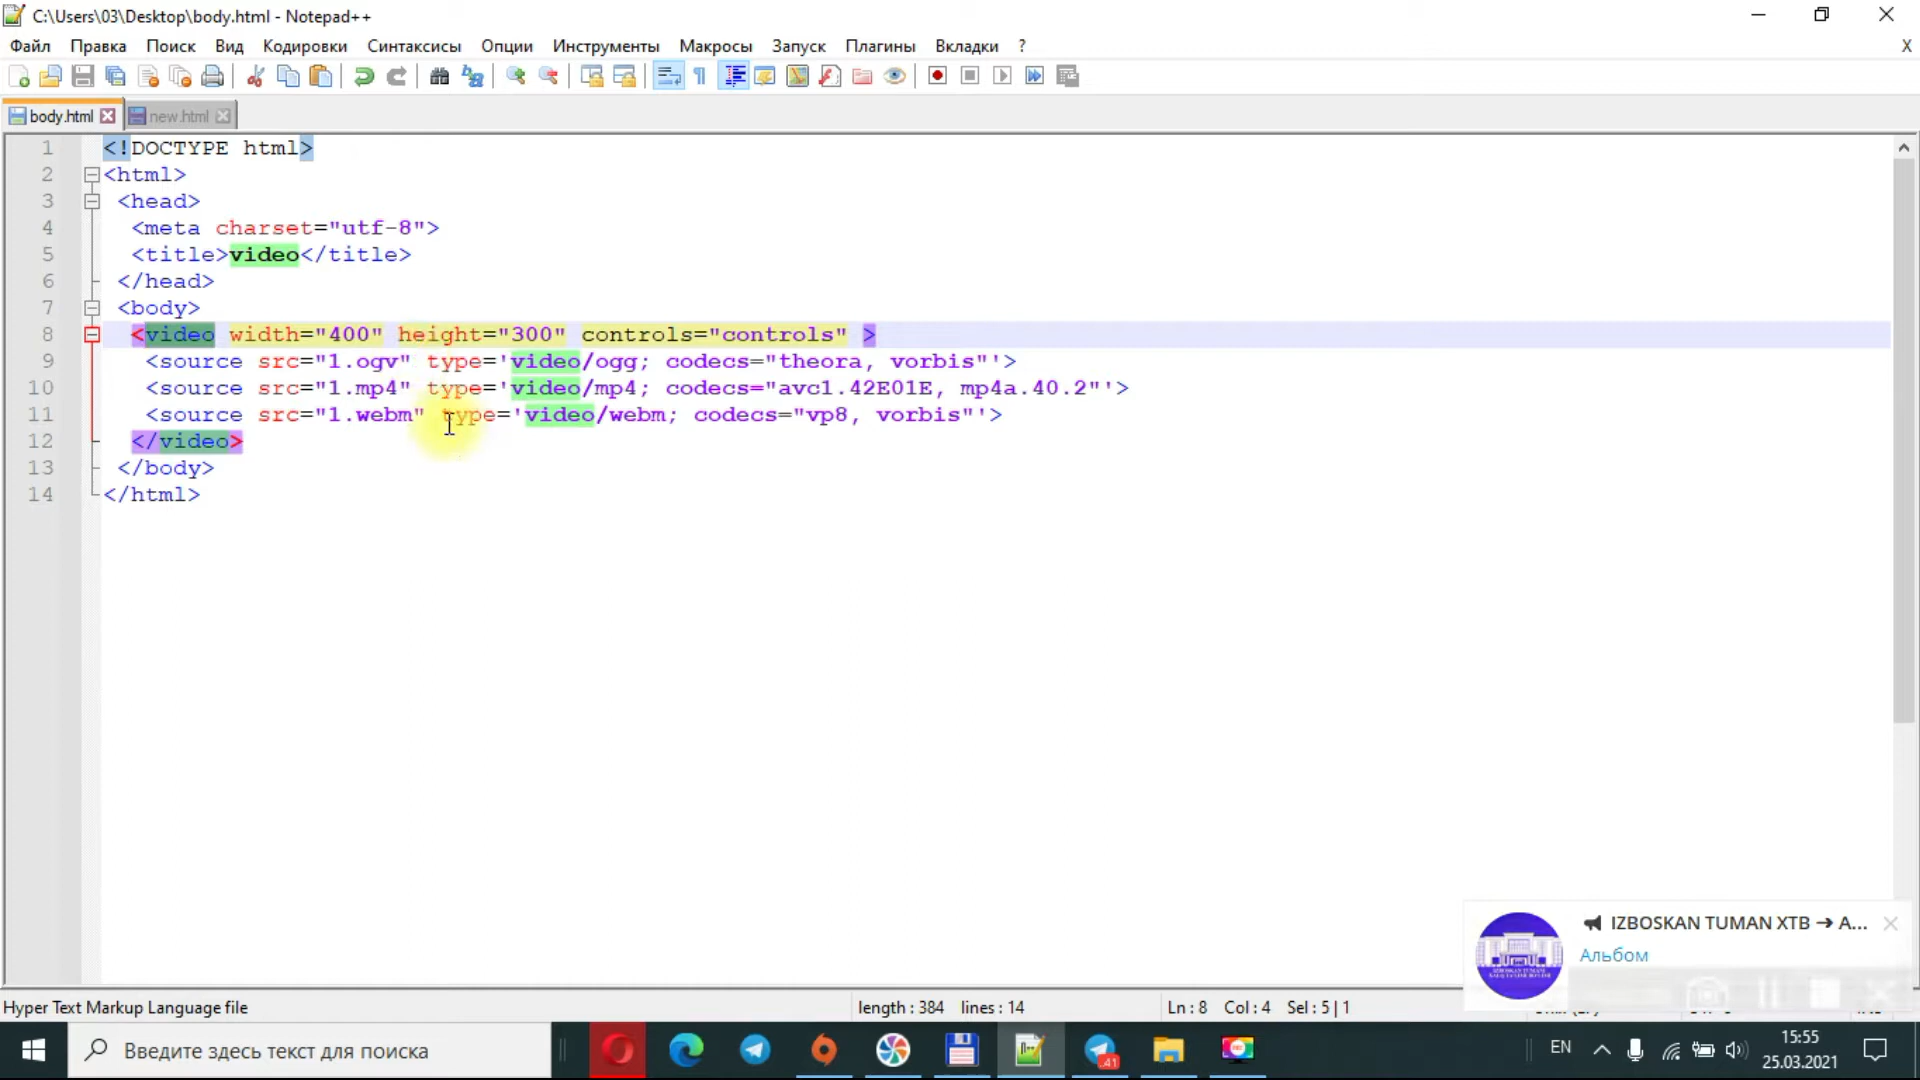 C:\Users\03\Desktop\body.html - Notepad++
Файл Правка Поиск Вид Кодировки Синтаксисы Опции Инструменты Макросы Запуск Плагины Вкладки ? X
body.html new.html
1 <!DOCTYPE html>
2 <html>
3 <head>
4 <meta charset="utf-8">
5 <title>video</title>
6 </head>
7 <body>
8 <video width="400" height="300" controls="controls" >
9 <source src="1.ogv" type='video/ogg; codecs="theora, vorbis"'>
10 <source src="1.mp4" type='video/mp4; codecs="avc1.42E01E, mp4a.40.2"'>
11 <source src="1.webm" type='video/webm; codecs="vp8, vorbis"'>
12 </video>
13 </body>
14 </html>
IZBOSKAN TUMAN XTB → A...
Альбом
Hyper Text Markup Language file length : 384 lines : 14 Ln : 8 Col : 4 Sel : 5 | 1
Введите здесь текст для поиска
41
EN
15:55
25.03.2021